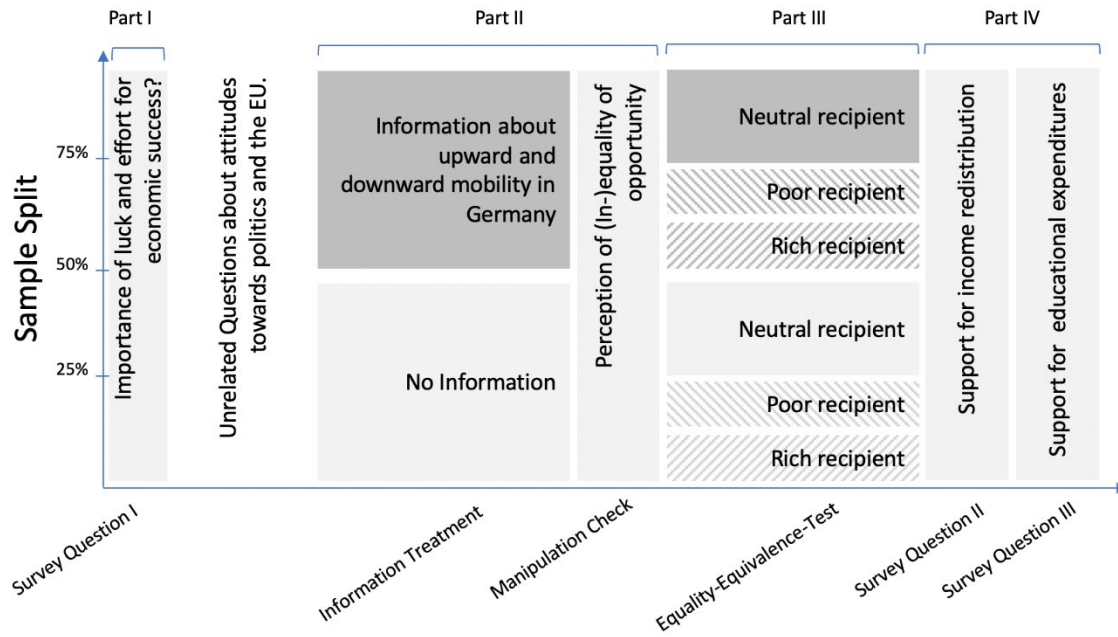 Part I
Part II
Part III
Part IV
Sample Split
75%
50%
25%
Importance of luck and effort for
economic success?
Unrelated Questions about attitudes
towards politics and the EU.
Information about
upward and
downward mobility in
Germany
No Information
Perception of (In-)equality of
opportunity
Neutral recipient
Poor recipient
Rich recipient
Neutral recipient
Poor recipient
Rich recipient
Support for income redistribution
Support for educational expenditures
Survey Question I
Information Treatment
Manipulation Check
Equality-Equivalence-Test
Survey Question II
Survey Question III